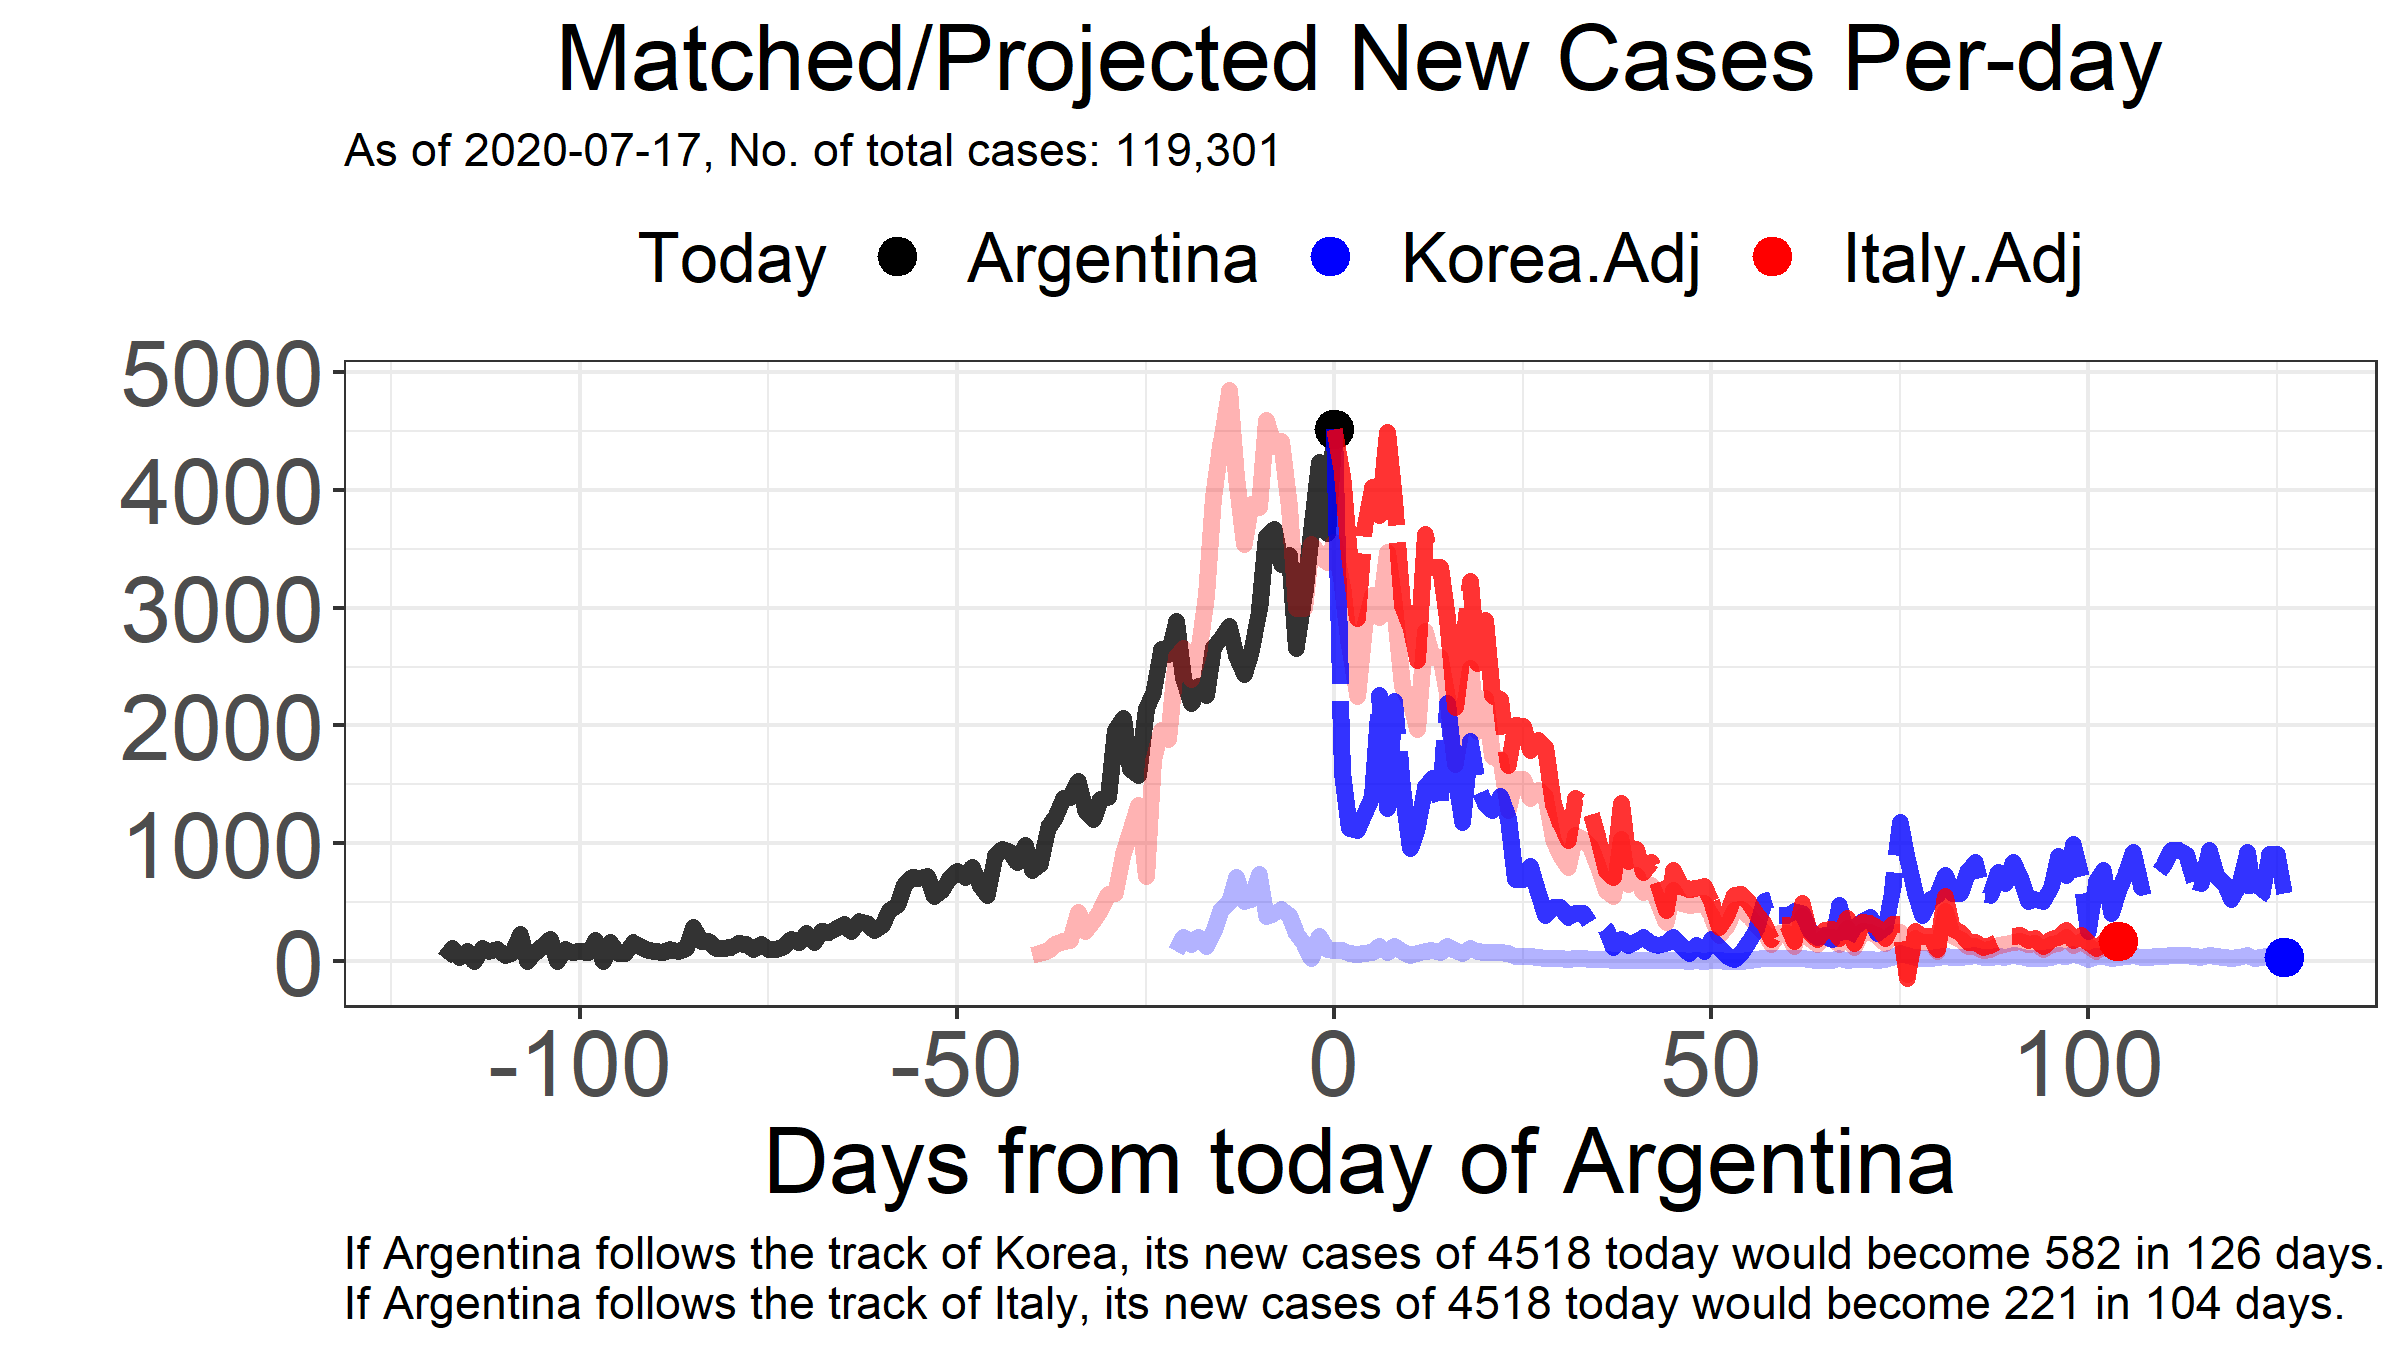 Matched/Projected New Cases Per-day
As of 2020-07-17, No. of total cases: 119,301
Today Argentina Korea.Adj Italy.Adj
5000
4000
3000
2000
1000
0
-100 -50 0 50 100
Days from today of Argentina
If Argentina follows the track of Korea, its new cases of 4518 today would become 582 in 126 days.
If Argentina follows the track of Italy, its new cases of 4518 today would become 221 in 104 days.